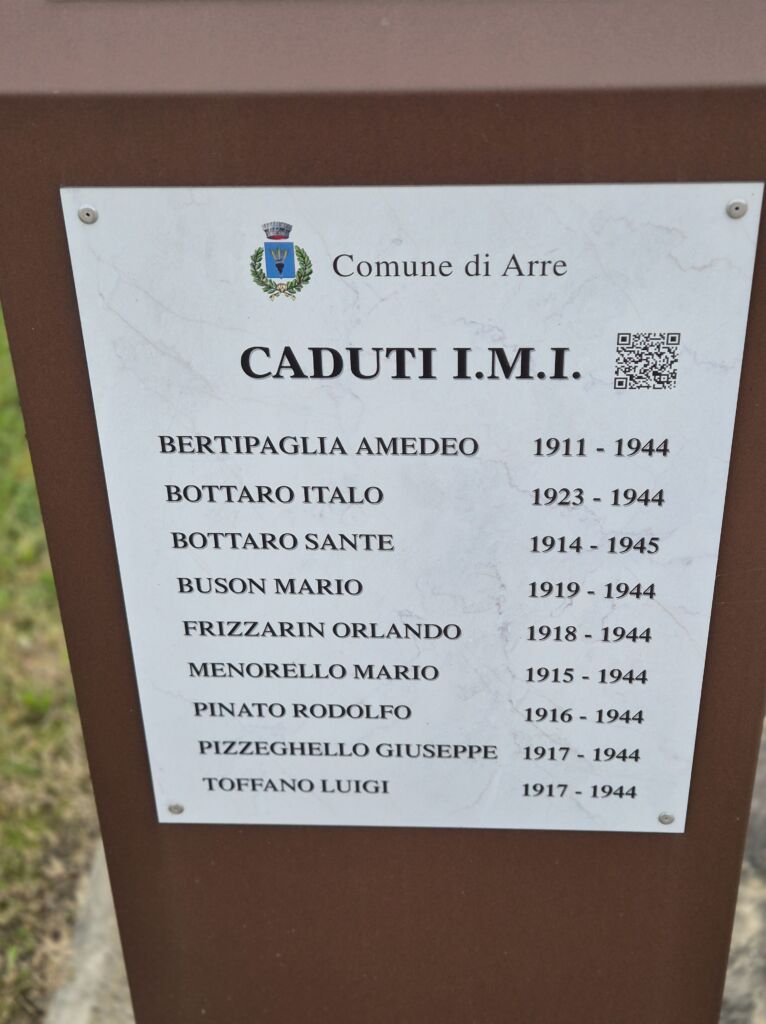 Comune di Arre
CADUTI I.M.I.
BERTIPAGLIA AMEDEO 1911 - 1944
BOTTARO ITALO 1923 - 1944
BOTTARO SANTE 1914 - 1945
BUSON MARIO 1919 - 1944
FRIZZARIN ORLANDO 1918 - 1944
MENORELLO MARIO 1915 - 1944
PINATO RODOLFO 1916 - 1944
PIZZEGHELLO GIUSEPPE 1917 - 1944
TOFFANO LUIGI 1917 - 1944